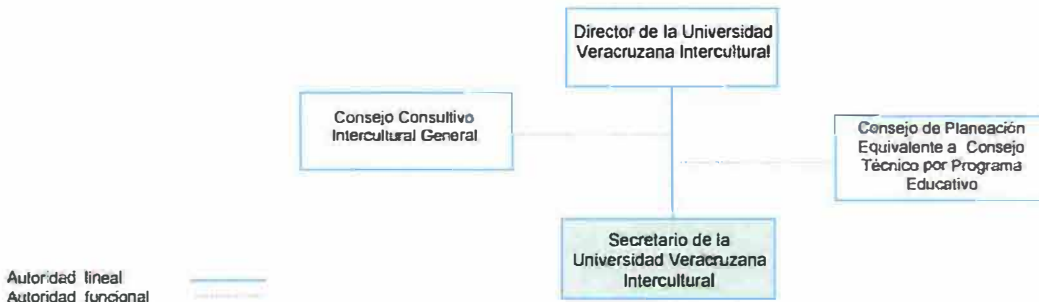 Director de la Universidad
Veracruzana Intercultural
Consejo Consultivo
Intercultural General
Consejo de Planeación
Equivalente a Consejo
Técnico por Programa
Educativo
Secretario de la
Universidad Veracruzana
Intercultural
Autoridad lineal
Autoridad funcional